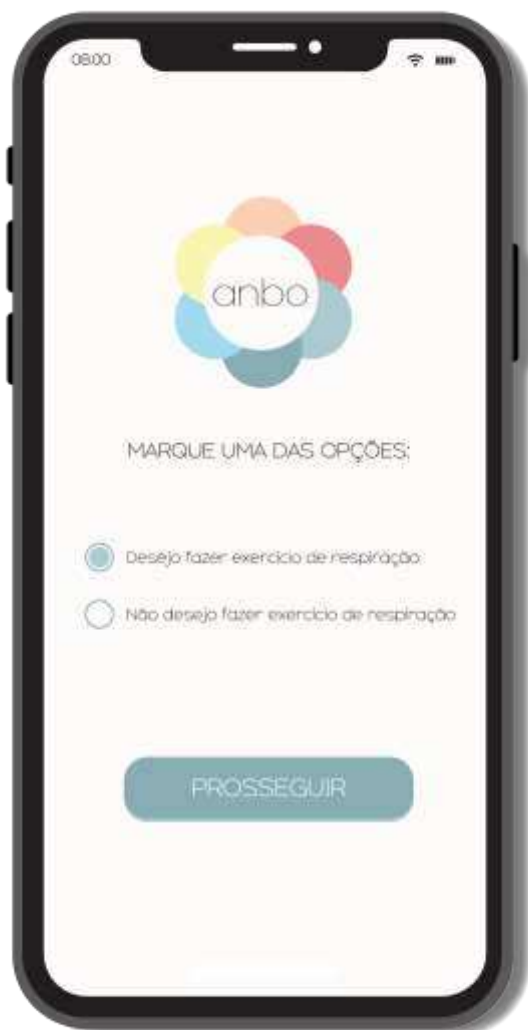 08:00
anbo
MARQUE UMA DAS OPÇÕES:
Desejo fazer exercício de respiração
Não desejo fazer exercício de respiração
PROSSEGUIR